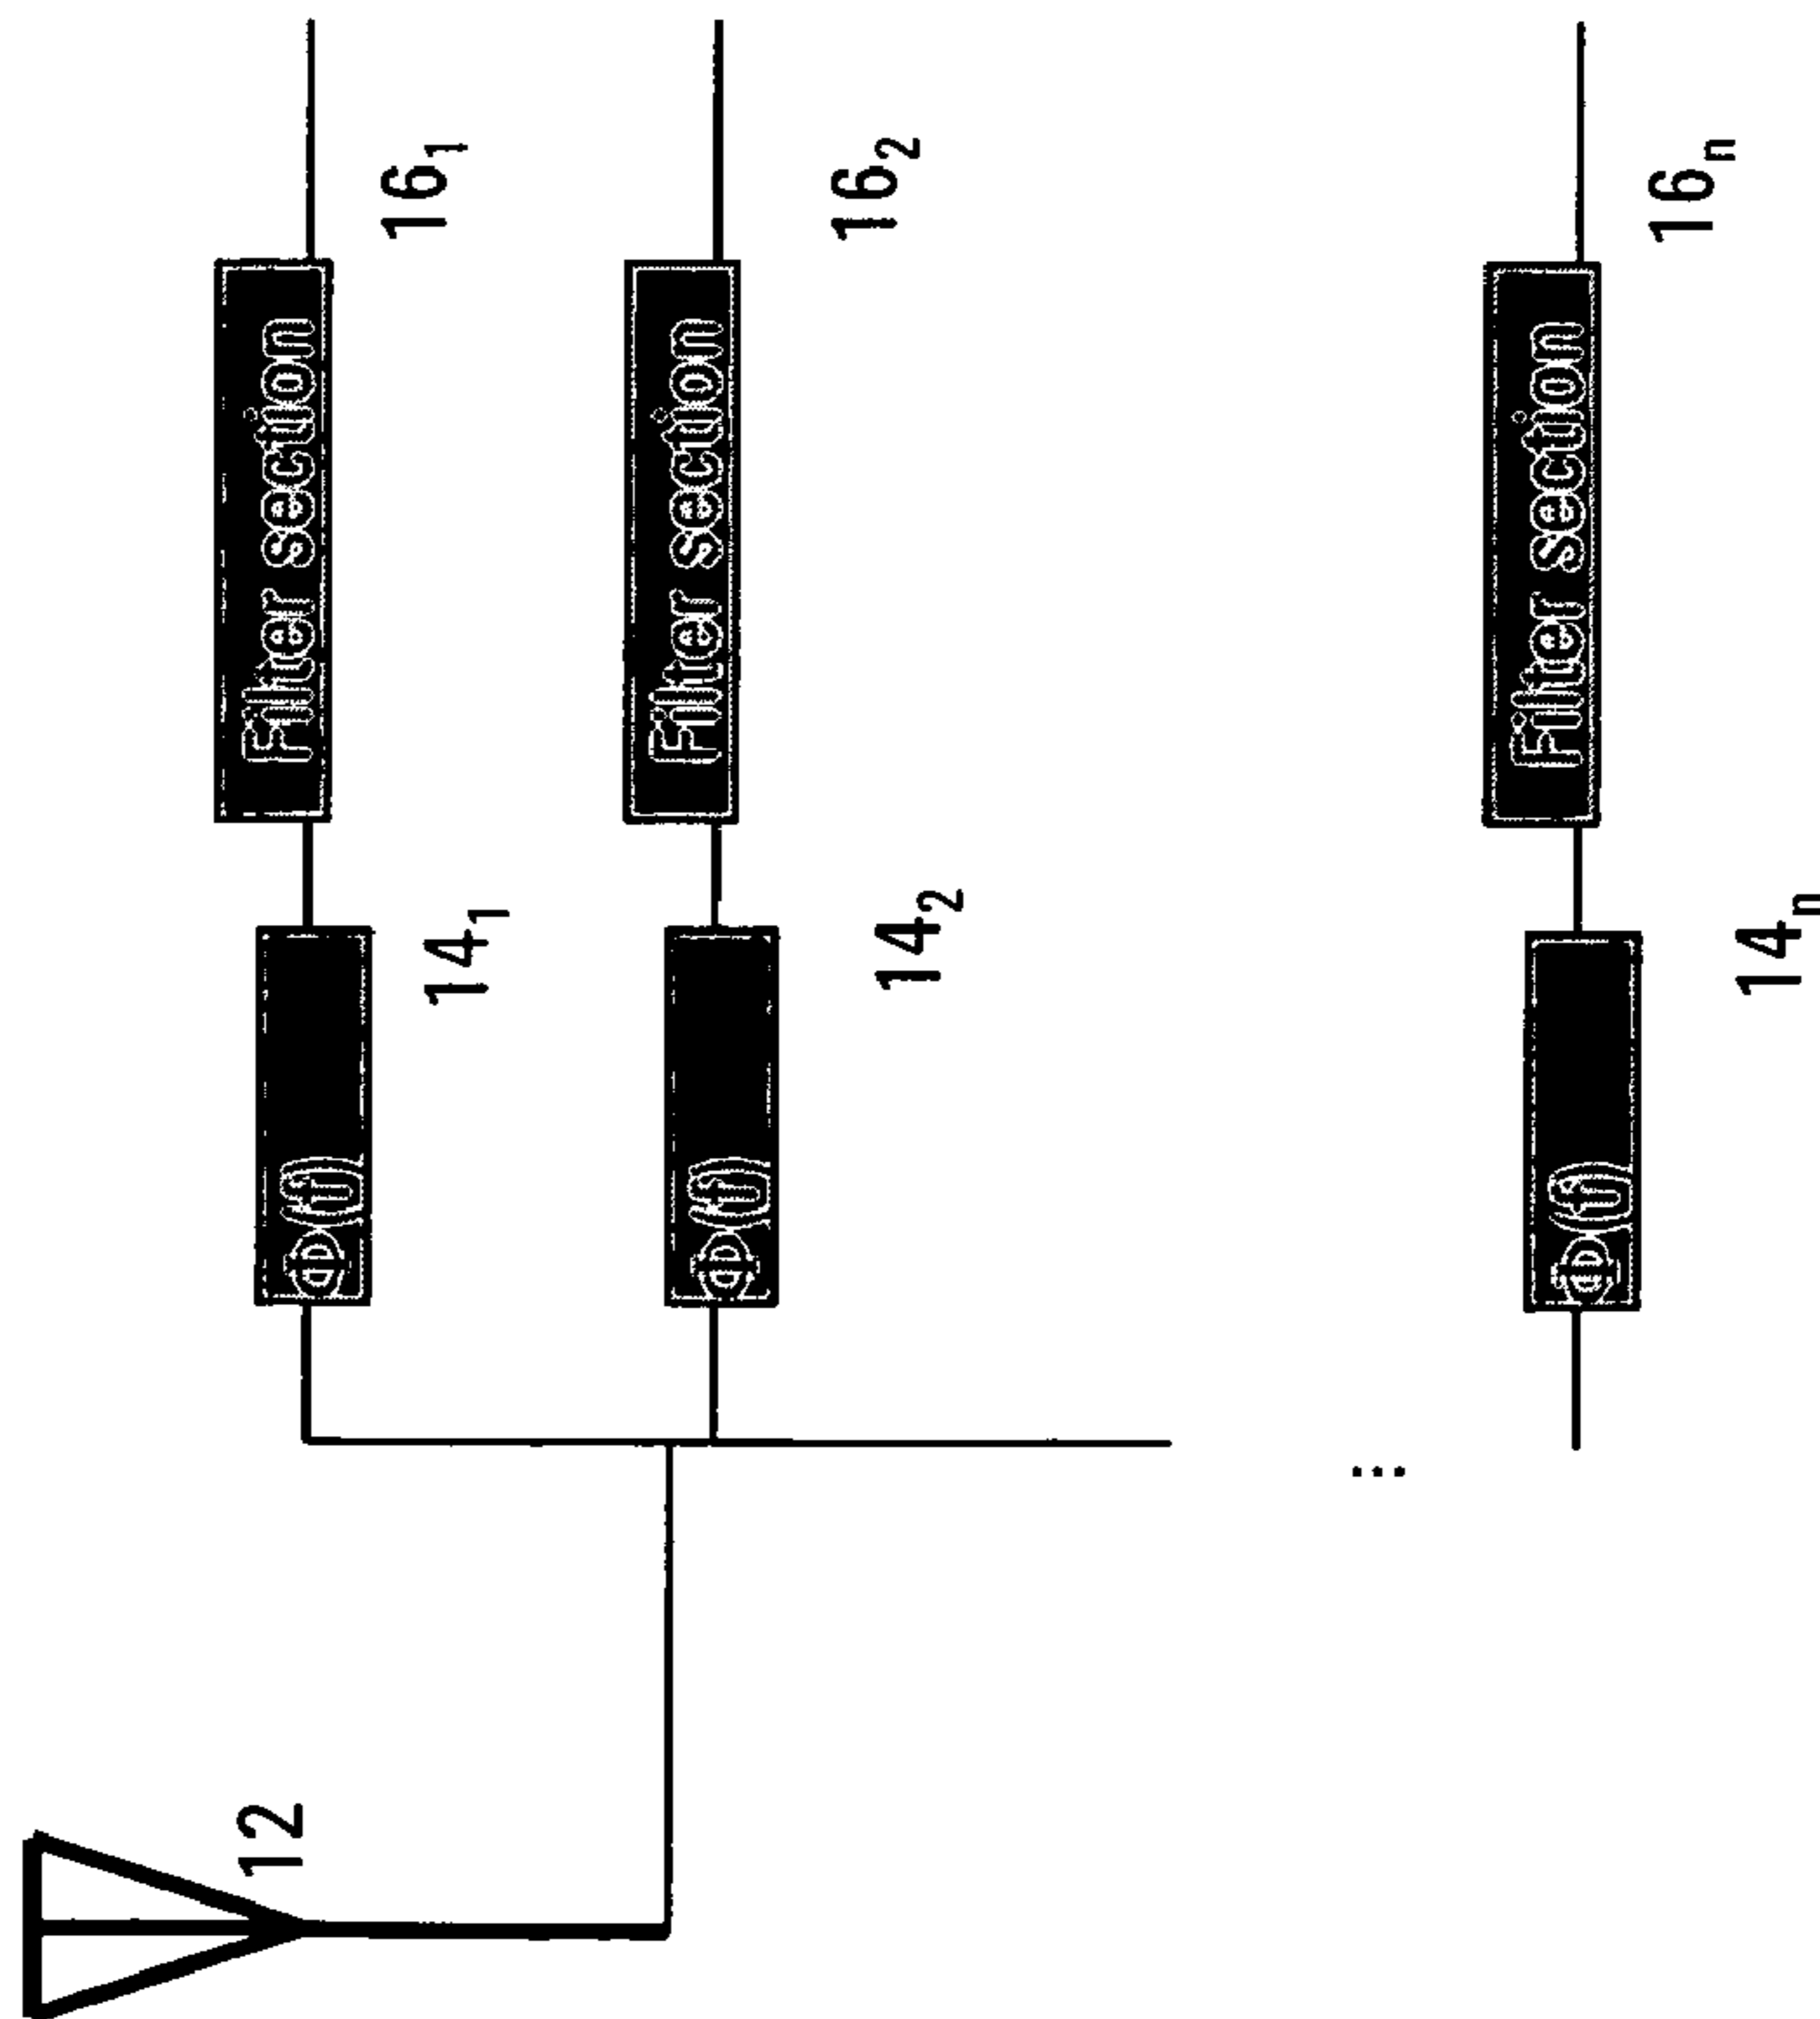 Φ(f)
Filter section
14₁
16₁
Φ(f)
Filter section
14₂
16₂
12
...
Φ(f)
Filter section
14ₙ
16ₙ